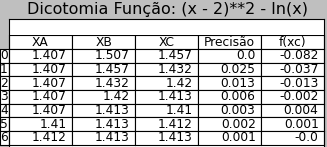 Dicotomia Função: (x - 2)**2 - ln(x)
XA XB XC Precisão f(xc)
0 1.407 1.507 1.457 0.0 -0.082
1 1.407 1.457 1.432 0.025 -0.037
2 1.407 1.432 1.42 0.013 -0.013
3 1.407 1.42 1.413 0.006 -0.002
4 1.407 1.413 1.41 0.003 0.004
5 1.41 1.413 1.412 0.002 0.001
6 1.412 1.413 1.413 0.001 -0.0